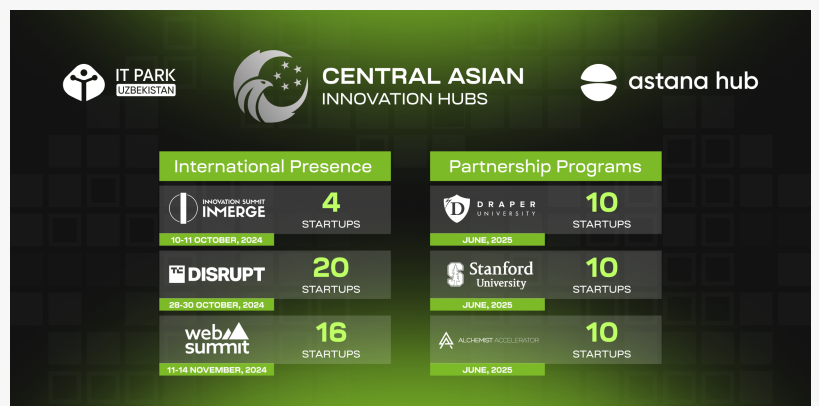 IT PARK
UZBEKISTAN
CENTRAL ASIAN
INNOVATION HUBS
astana hub
International Presence
INNOVATION SUMMIT
INMERGE
4
STARTUPS
10-11 OCTOBER, 2024
TC DISRUPT
20
STARTUPS
28-30 OCTOBER, 2024
web
summit
16
STARTUPS
11-14 NOVEMBER, 2024
Partnership Programs
D
DRAPER
UNIVERSITY
10
STARTUPS
JUNE, 2025
S
Stanford
University
10
STARTUPS
JUNE, 2025
ALCHEMIST ACCELERATOR
10
STARTUPS
JUNE, 2025